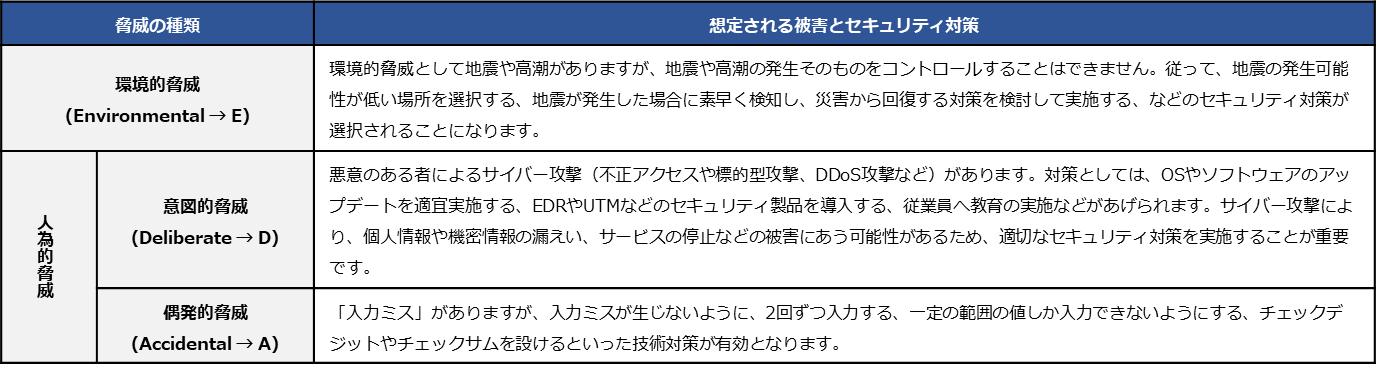 脅威の種類
想定される被害とセキュリティ対策
環境的脅威
(Environmental → E)
環境的脅威として地震や高潮がありますが、地震や高潮の発生そのものをコントロールすることはできません。従って、地震の発生可能
性が低い場所を選択する、地震が発生した場合に素早く検知し、災害から回復する対策を検討して実施する、などのセキュリティ対策が
選択されることになります。
人為的脅威
意図的脅威
(Deliberate → D)
悪意のある者によるサイバー攻撃（不正アクセスや標的型攻撃、DDoS攻撃など）があります。対策としては、OSやソフトウェアのアッ
プデートを適宜実施する、EDRやUTMなどのセキュリティ製品を導入する、従業員へ教育の実施などがあげられます。サイバー攻撃によ
り、個人情報や機密情報の漏えい、サービスの停止などの被害にあう可能性があるため、適切なセキュリティ対策を実施することが重要
です。
偶発的脅威
(Accidental → A)
「入力ミス」がありますが、入力ミスが生じないように、2回ずつ入力する、一定の範囲の値しか入力できないようにする、チェックデ
ジットやチェックサムを設けるといった技術対策が有効となります。